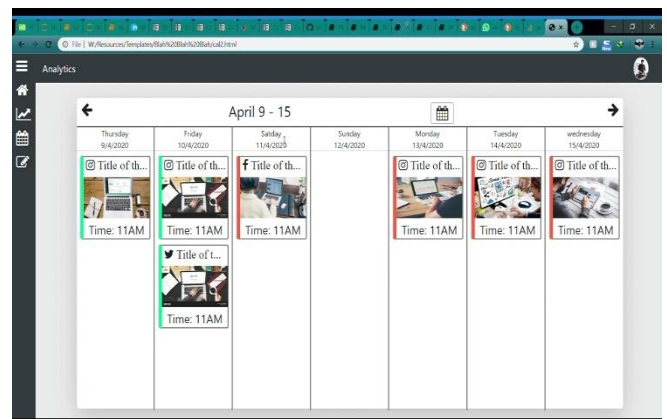 File | W:/Resources/Templates/Blah%20Blah%20Blah/cal2.html
Analytics
April 9 - 15
Thursday
9/4/2020
Friday
10/4/2020
Satday
11/4/2020
Sunday
12/4/2020
Monday
13/4/2020
Tuesday
14/4/2020
wednesday
15/4/2020
Title of th...
Title of th...
Title of th...
Title of th...
Title of th...
Title of th...
Time: 11AM
Time: 11AM
Time: 11AM
Time: 11AM
Time: 11AM
Time: 11AM
Title of t...
Time: 11AM